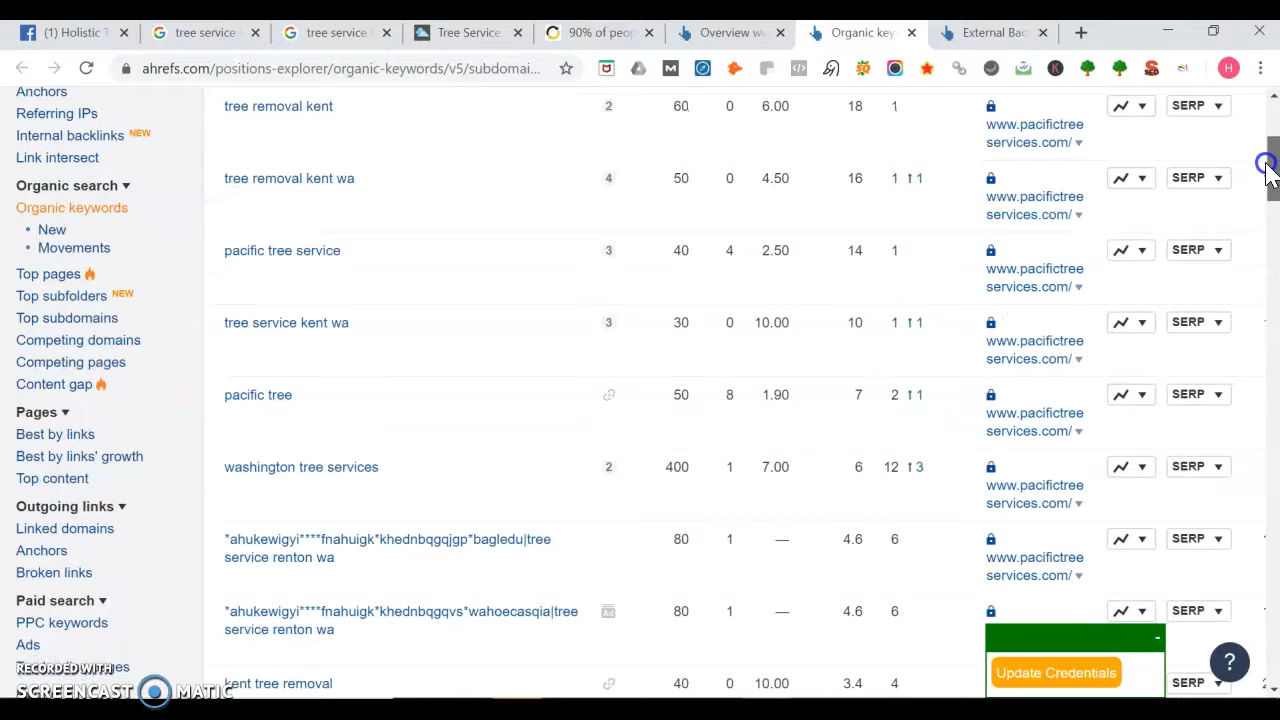 (1) Holistic T
tree service
tree service
Tree Service
90% of peop
Overview w
Organic key
External Bac
ahrefs.com/positions-explorer/organic-keywords/v5/subdomai...
H
Anchors
Referring IPs
Internal backlinks NEW
Link intersect
Organic search
Organic keywords
New
Movements
Top pages
Top subfolders NEW
Top subdomains
Competing domains
Competing pages
Content gap
Pages
Best by links
Best by links' growth
Top content
Outgoing links
Linked domains
Anchors
Broken links
Paid search
PPC keywords
Ads
RECORDED WITH
SCREENCAST MATIC
tree removal kent 2 60 0 6.00 18 1 SERP
www.pacifictree
services.com/
tree removal kent wa 4 50 0 4.50 16 1 ↑1 SERP
www.pacifictree
services.com/
pacific tree service 3 40 4 2.50 14 1 SERP
www.pacifictree
services.com/
tree service kent wa 3 30 0 10.00 10 1 ↑1 SERP
www.pacifictree
services.com/
pacific tree 50 8 1.90 7 2 ↑1 SERP
www.pacifictree
services.com/
washington tree services 2 400 1 7.00 6 12 ↑3 SERP
www.pacifictree
services.com/
*ahukewigyi****fnahuigk*khednbqgqjgp*bagledu|tree 80 1 — 4.6 6 SERP
service renton wa
www.pacifictree
services.com/
*ahukewigyi****fnahuigk*khednbqgqvs*wahoecasqia|tree 80 1 — 4.6 6 SERP
service renton wa
kent tree removal 40 0 10.00 3.4 4 SERP
-
Update Credentials
?